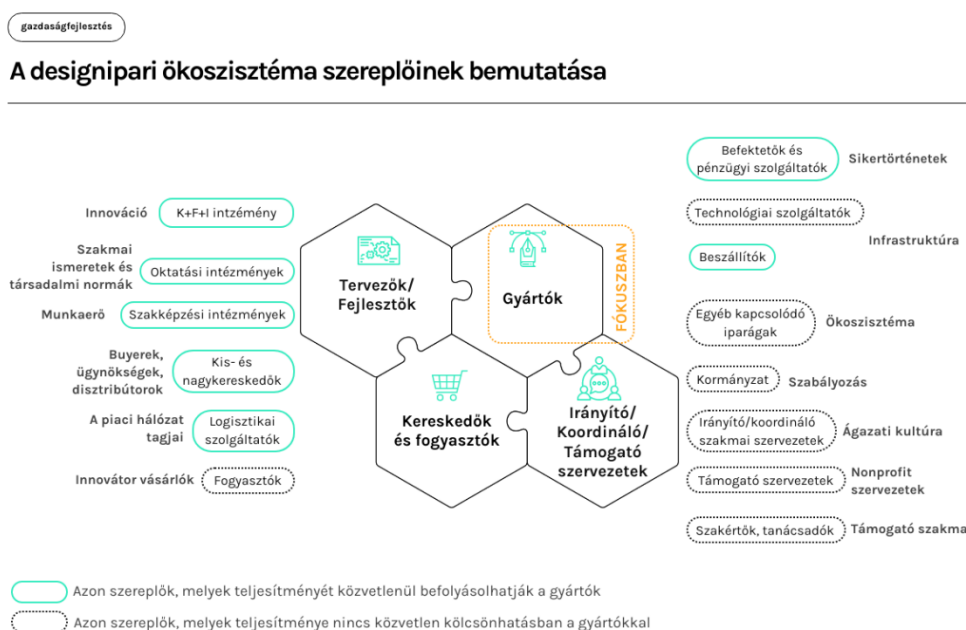 gazdaságfejlesztés
A designipari ökoszisztéma szereplőinek bemutatása
Innováció
K+F+I intzémény
Szakmai
ismeretek és
társadalmi normák
Oktatási intézmények
Munkaerő
Szakképzési intézmények
Buyerek,
ügynökségek,
disztribútorok
Kis- és
nagykereskedők
A piaci hálózat
tagjai
Logisztikai
szolgáltatók
Innovátor vásárlók
Fogyasztók
Tervezők/
Fejlesztők
Gyártók
FÓKUSZBAN
Kereskedők
és fogyasztók
Irányító/
Koordináló/
Támogató
szervezetek
Befektetők és
pénzügyi szolgáltatók
Sikertörténetek
Technológiai szolgáltatók
Infrastruktúra
Beszállítók
Egyéb kapcsolódó
iparágak
Ökoszisztéma
Kormányzat
Szabályozás
Irányító/koordináló
szakmai szervezetek
Ágazati kultúra
Támogató szervezetek
Nonprofit
szervezetek
Szakértők, tanácsadók
Támogató szakma
Azon szereplők, melyek teljesítményét közvetlenül befolyásolhatják a gyártók
Azon szereplők, melyek teljesítménye nincs közvetlen kölcsönhatásban a gyártókkal